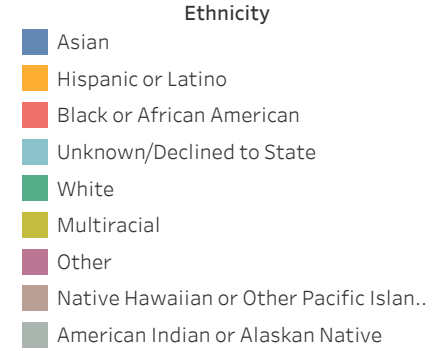 Ethnicity
Asian
Hispanic or Latino
Black or African American
Unknown/Declined to State
White
Multiracial
Other
Native Hawaiian or Other Pacific Islan..
American Indian or Alaskan Native